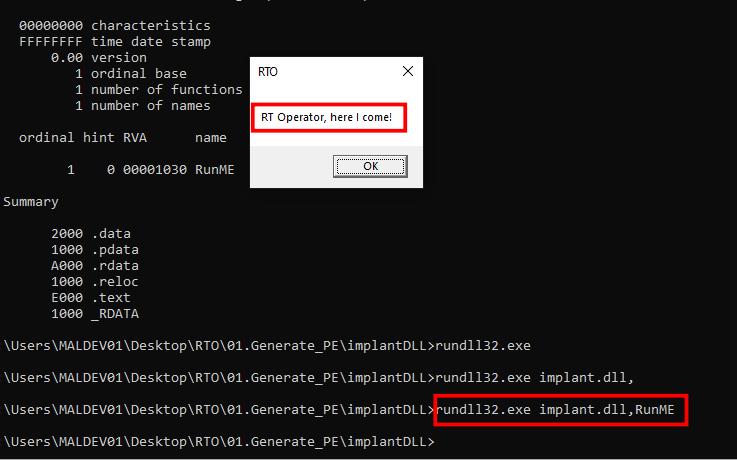 00000000 characteristics
FFFFFFFF time date stamp
0.00 version
1 ordinal base
1 number of functions
1 number of names
ordinal hint RVA      name
1    0 00001030 RunME
Summary
2000 .data
1000 .pdata
A000 .rdata
1000 .reloc
E000 .text
1000 _RDATA
\Users\MALDEV01\Desktop\RTO\01.Generate_PE\implantDLL>rundll32.exe
\Users\MALDEV01\Desktop\RTO\01.Generate_PE\implantDLL>rundll32.exe implant.dll,
\Users\MALDEV01\Desktop\RTO\01.Generate_PE\implantDLL>rundll32.exe implant.dll,RunME
\Users\MALDEV01\Desktop\RTO\01.Generate_PE\implantDLL>
RTO
RT Operator, here I come!
OK